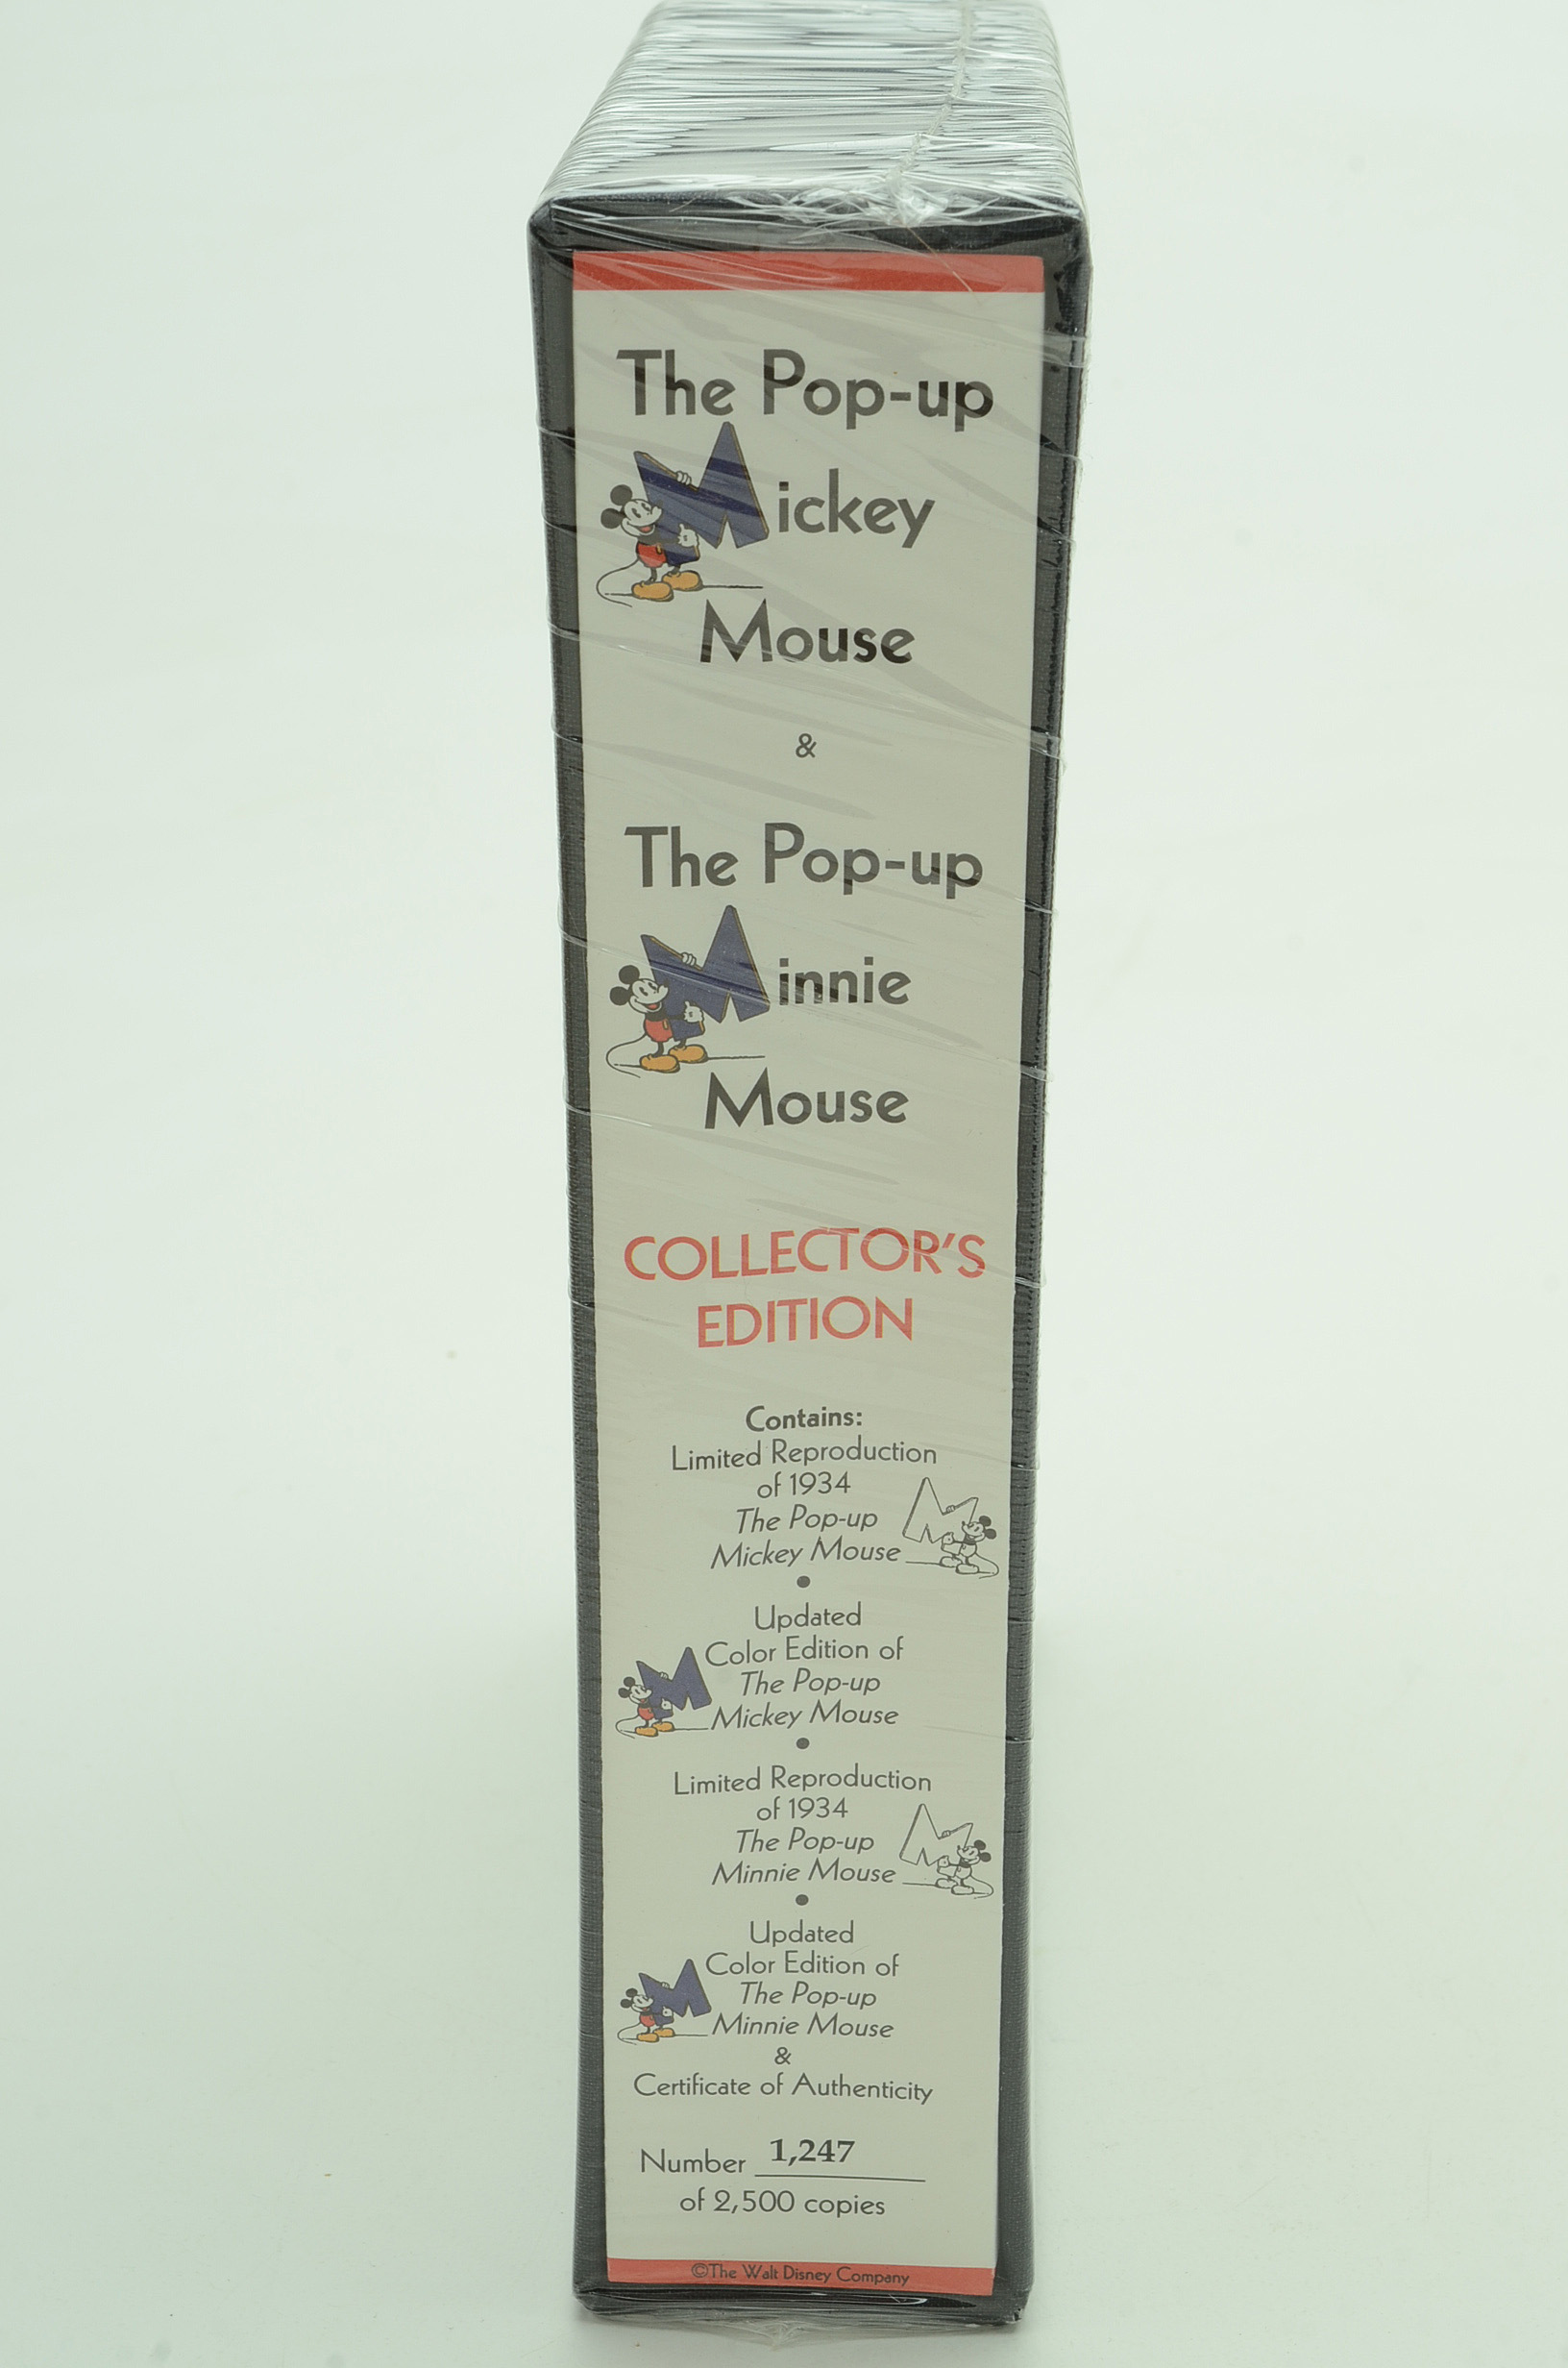 The Pop-up
Mickey
Mouse
&
The Pop-up
Minnie
Mouse
COLLECTOR'S
EDITION
Contains:
Limited Reproduction
of 1934
The Pop-up
Mickey Mouse
•
Updated
Color Edition of
The Pop-up
Mickey Mouse
•
Limited Reproduction
of 1934
The Pop-up
Minnie Mouse
•
Updated
Color Edition of
The Pop-up
Minnie Mouse
&
Certificate of Authenticity
Number 1,247
of 2,500 copies
©The Walt Disney Company